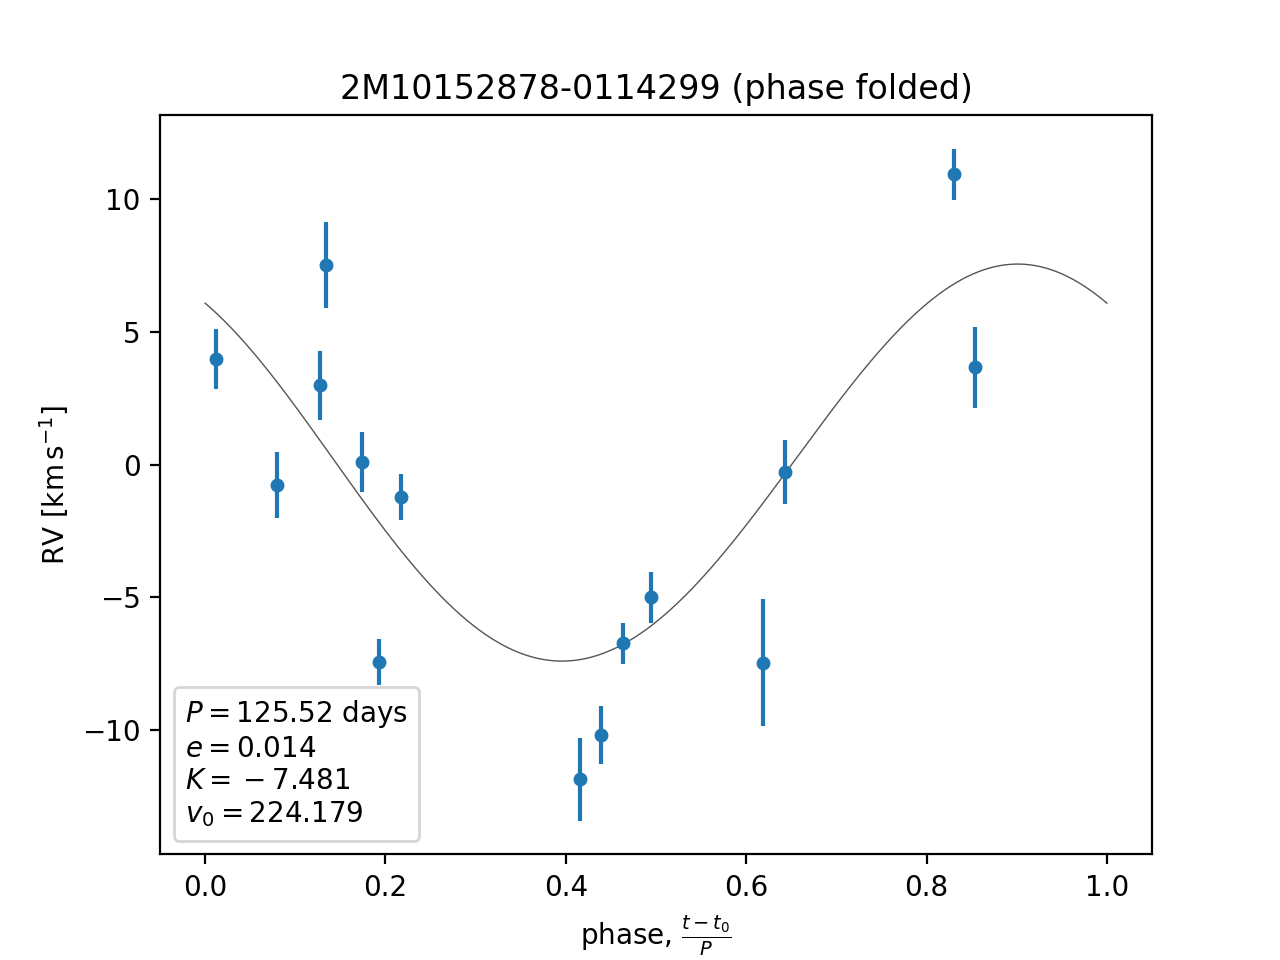 2M10152878-0114299 (phase folded)
10
5
0
−5
−10
RV [km s⁻¹]
P = 125.52 days
e = 0.014
K = −7.481
v₀ = 224.179
0.0 0.2 0.4 0.6 0.8 1.0
phase, (t − t₀)/P